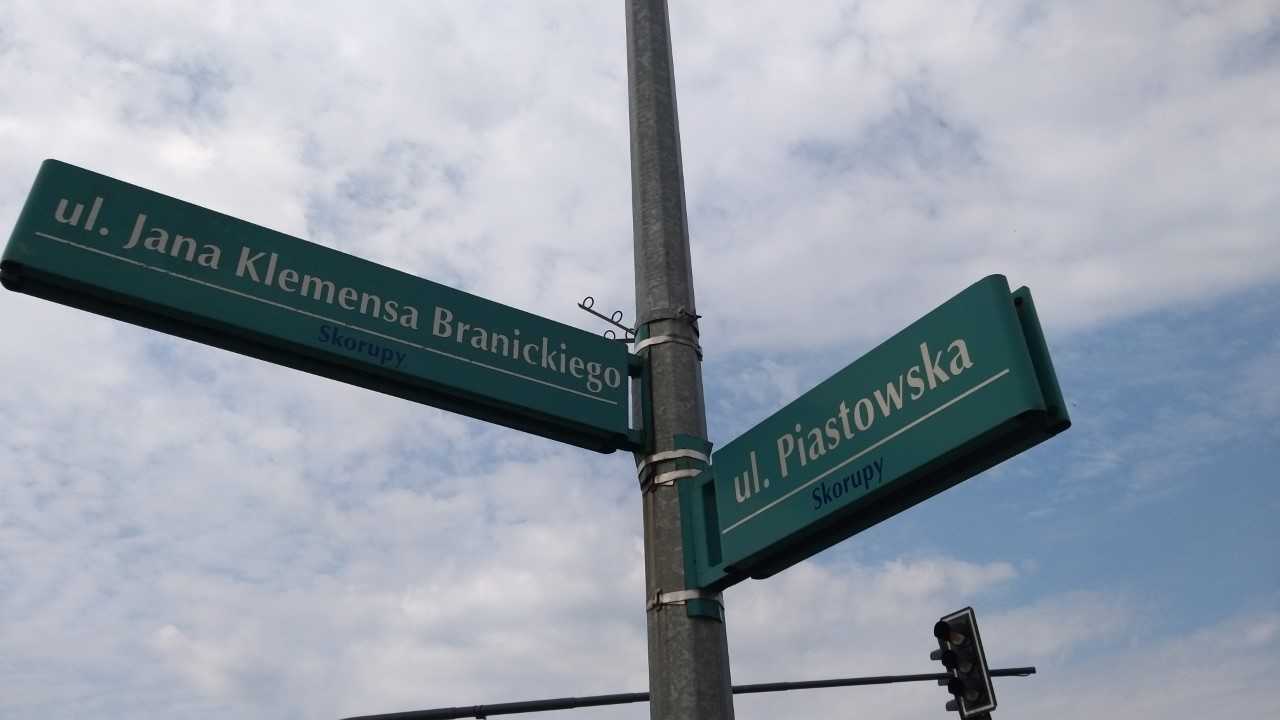 ul. Jana Klemensa Branickiego
Skorupy
ul. Piastowska
Skorupy